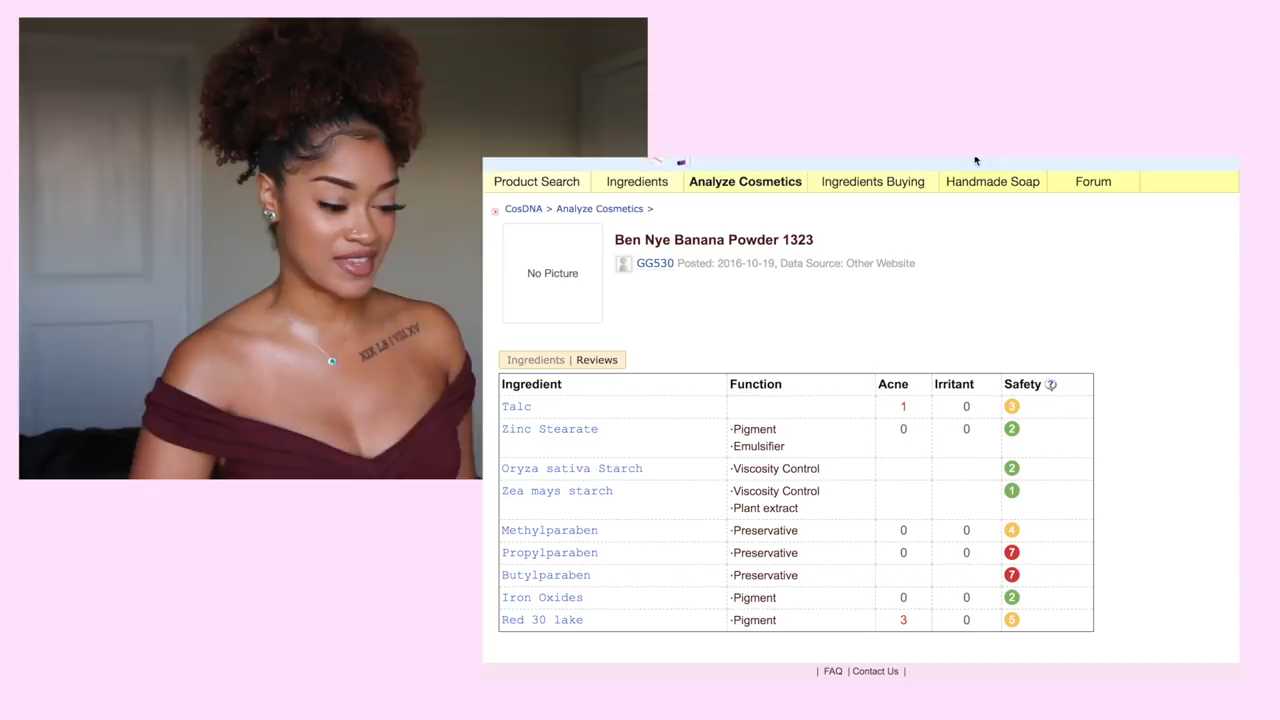 XIX LII VIII XV
Product Search Ingredients Analyze Cosmetics Ingredients Buying Handmade Soap Forum
CosDNA > Analyze Cosmetics >
No Picture
Ben Nye Banana Powder 1323
GG530 Posted: 2016-10-19, Data Source: Other Website
Ingredients | Reviews
Ingredient Function Acne Irritant Safety ?
Talc 1 0 3
Zinc Stearate ·Pigment 0 0 2
·Emulsifier
Oryza sativa Starch ·Viscosity Control 2
Zea mays starch ·Viscosity Control 1
·Plant extract
Methylparaben ·Preservative 0 0 4
Propylparaben ·Preservative 0 0 7
Butylparaben ·Preservative 7
Iron Oxides ·Pigment 0 0 2
Red 30 lake ·Pigment 3 0 5
| FAQ | Contact Us |